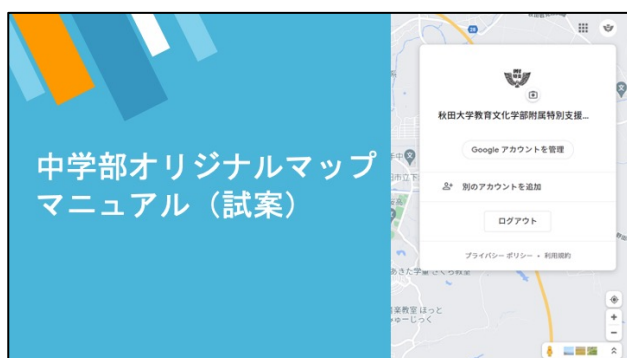 中学部オリジナルマップ
マニュアル（試案）
秋田大学教育文化学部附属特別支援...
Google アカウントを管理
別のアカウントを追加
ログアウト
プライバシー ポリシー • 利用規約